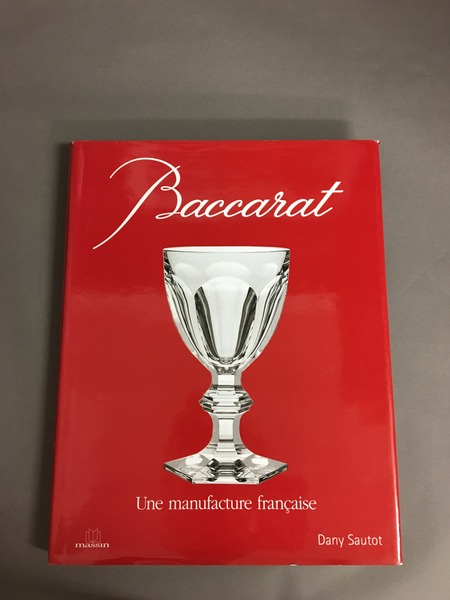 Baccarat
Une manufacture française
massin
Dany Sautot